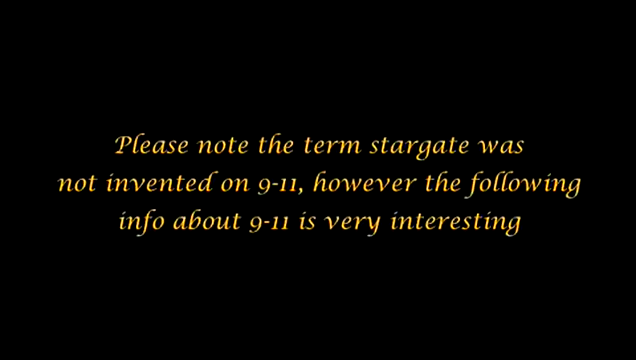 Please note the term stargate was
not invented on 9-11, however the following
info about 9-11 is very interesting